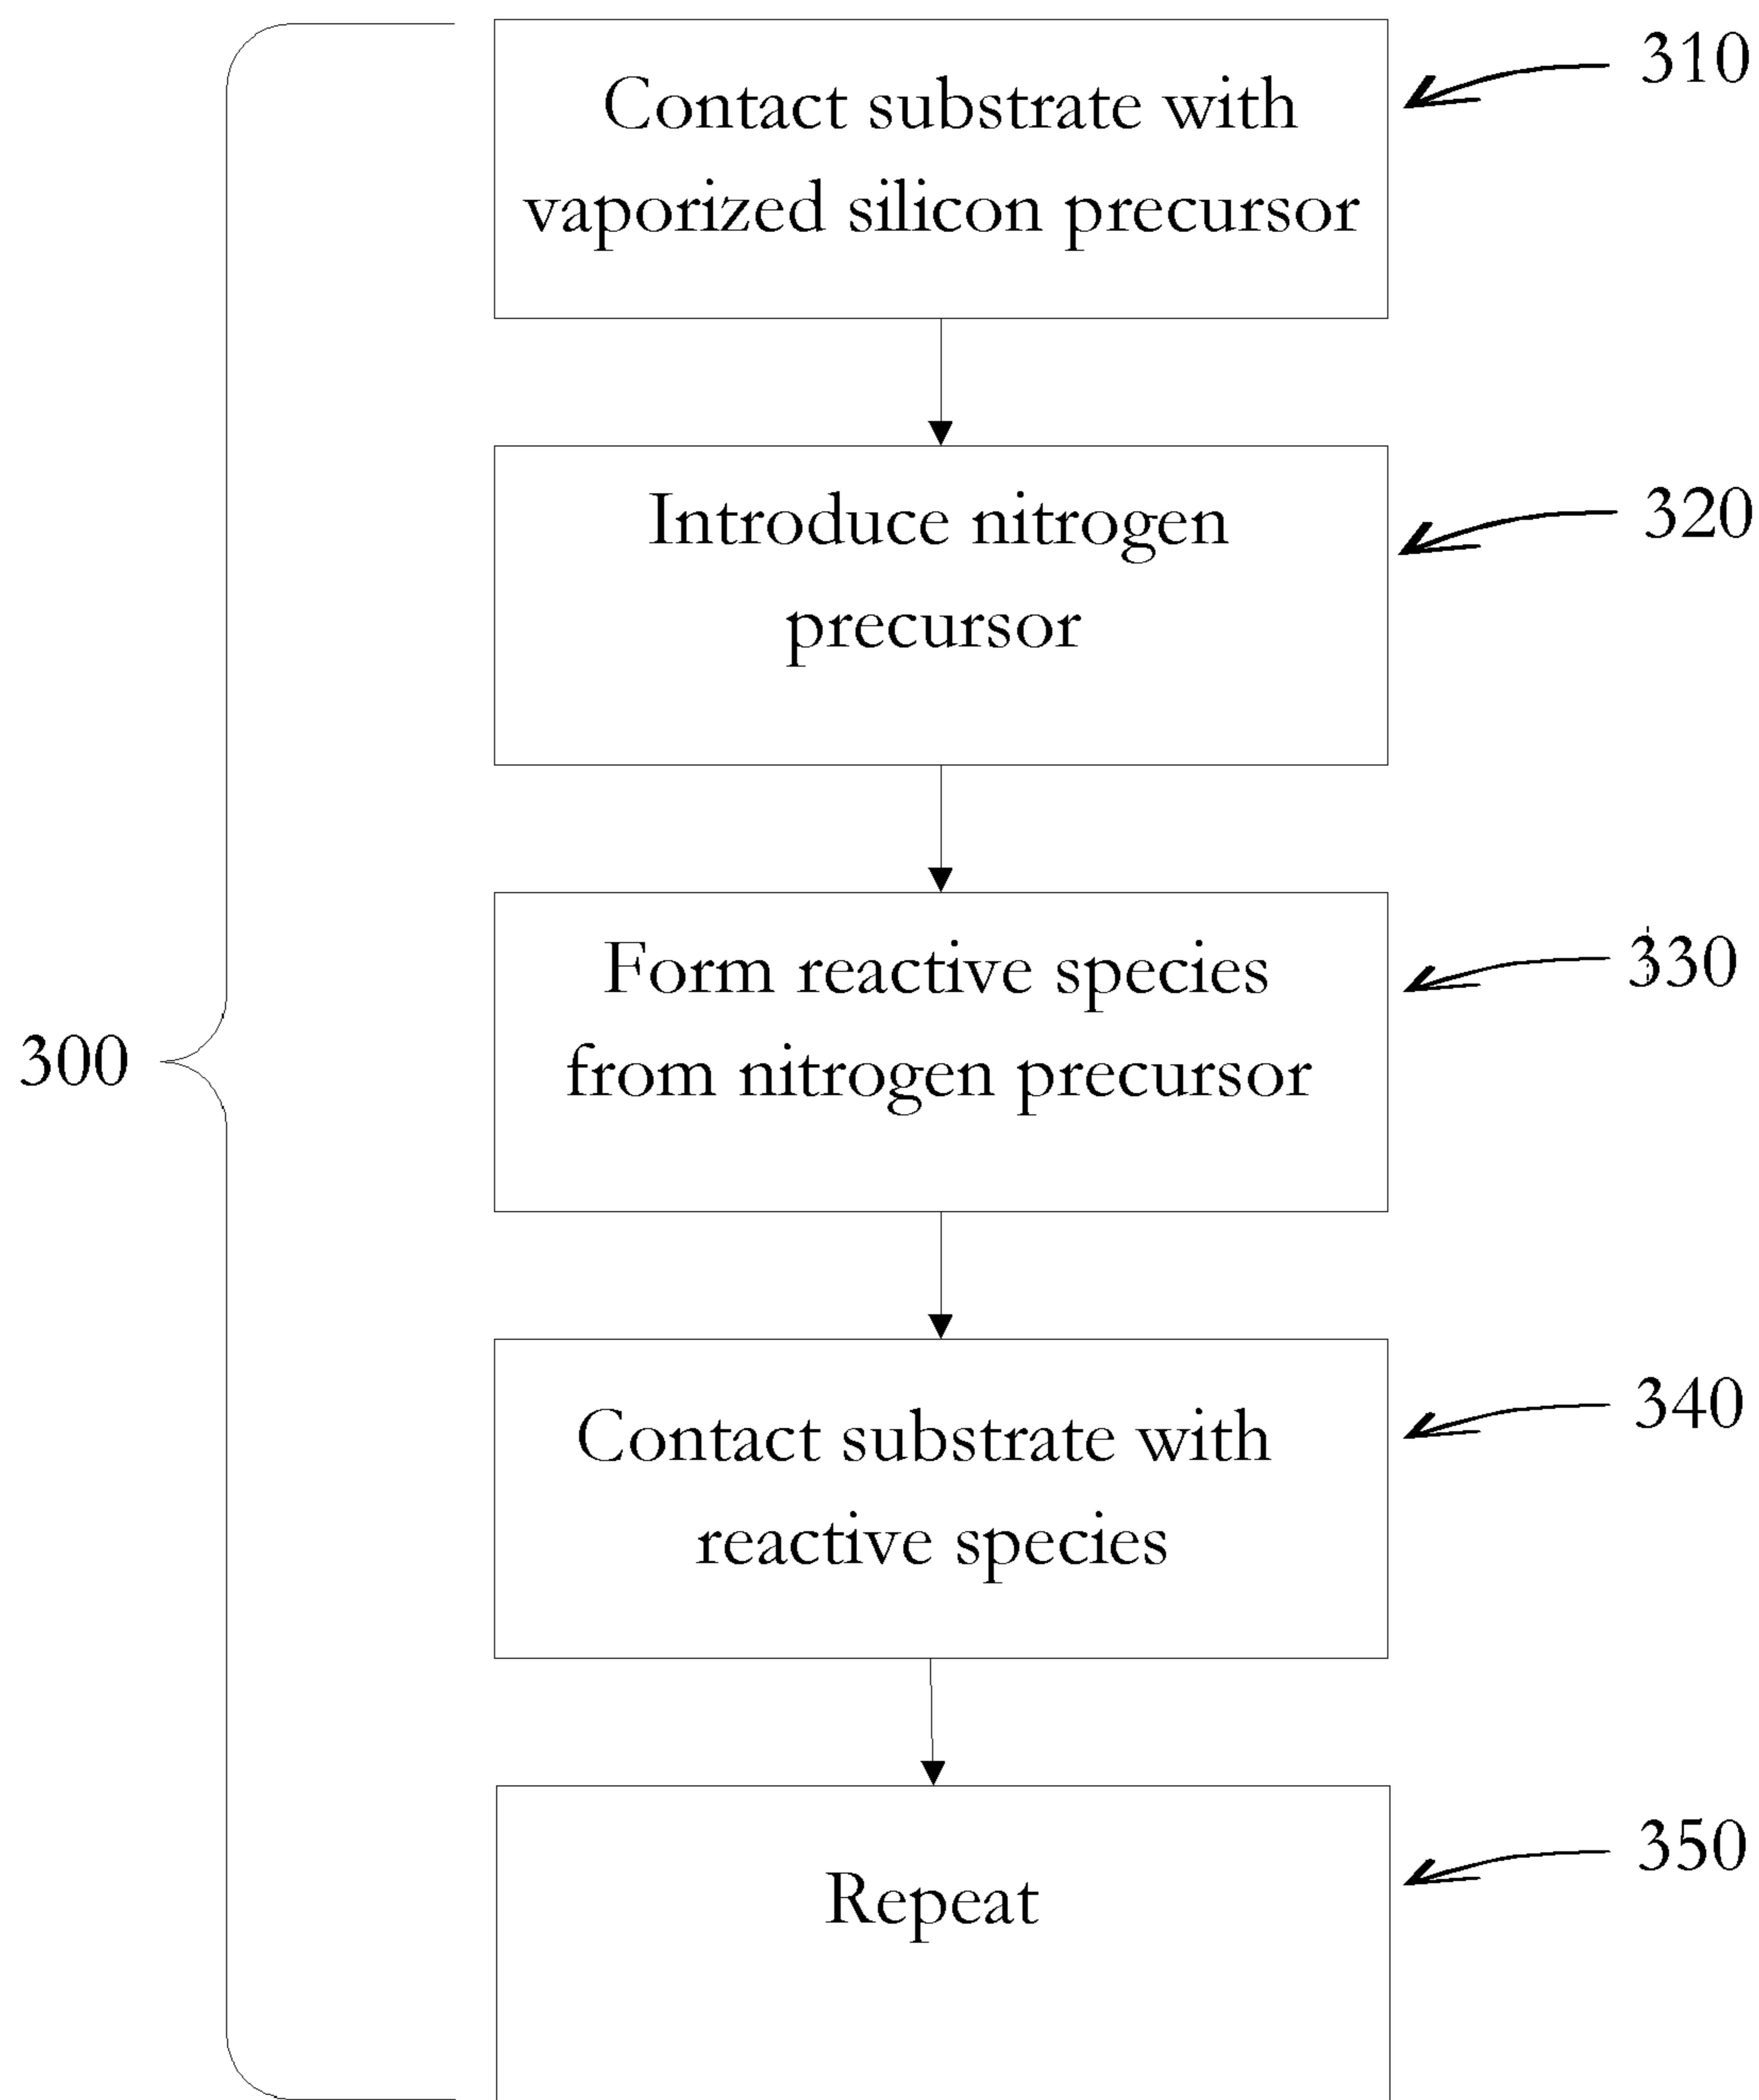 Contact substrate with
vaporized silicon precursor
310
Introduce nitrogen
precursor
320
Form reactive species
from nitrogen precursor
330
300
Contact substrate with
reactive species
340
Repeat
350